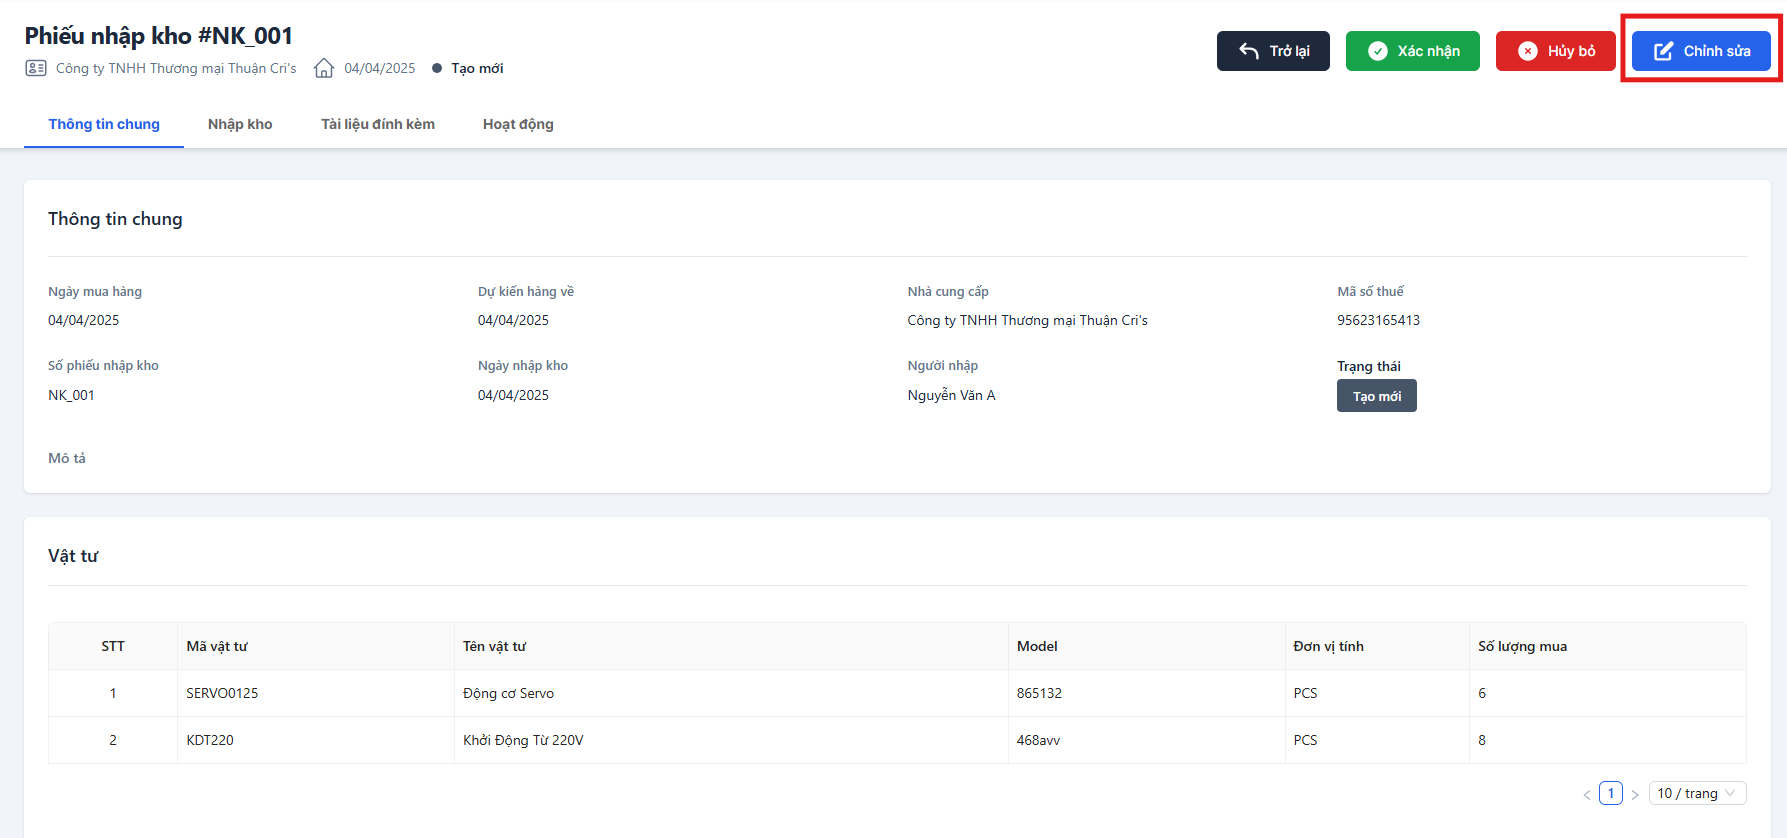 Phiếu nhập kho #NK_001
Công ty TNHH Thương mại Thuận Cri's 04/04/2025 Tạo mới
Trở lại Xác nhận Hủy bỏ Chỉnh sửa
Thông tin chung Nhập kho Tài liệu đính kèm Hoạt động
Thông tin chung
Ngày mua hàng Dự kiến hàng về Nhà cung cấp Mã số thuế
04/04/2025 04/04/2025 Công ty TNHH Thương mại Thuận Cri's 95623165413
Số phiếu nhập kho Ngày nhập kho Người nhập Trạng thái
NK_001 04/04/2025 Nguyễn Văn A Tạo mới
Mô tả
Vật tư
STT Mã vật tư Tên vật tư Model Đơn vị tính Số lượng mua
1 SERVO0125 Động cơ Servo 865132 PCS 6
2 KDT220 Khởi Động Từ 220V 468avv PCS 8
< 1 > 10 / trang